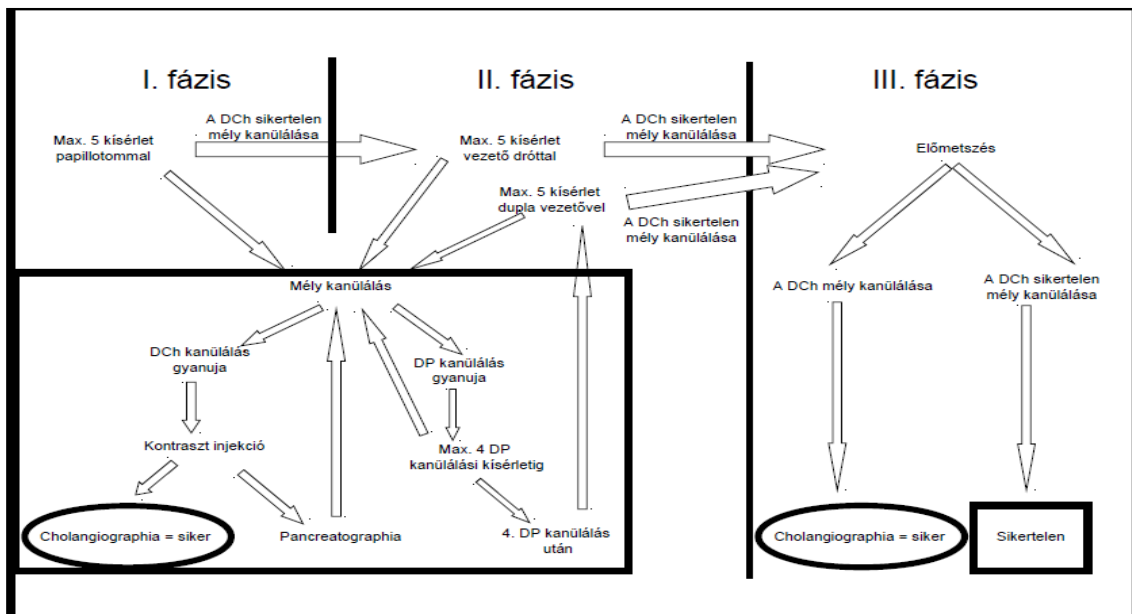 I. fázis
II. fázis
III. fázis
Max. 5 kísérlet
papillotommal
A DCh sikertelen
mély kanülálása
Max. 5 kísérlet
vezető dróttal
A DCh sikertelen
mély kanülálása
Előmetszés
Max. 5 kísérlet
dupla vezetővel
A DCh sikertelen
mély kanülálása
Mély kanülálás
DCh kanülálás
gyanuja
DP kanülálás
gyanuja
Kontraszt injekció
Max. 4 DP
kanülálási kísérletig
Cholangiographia = siker
Pancreatographia
4. DP kanülálás
után
A DCh mély kanülálása
A DCh sikertelen
mély kanülálása
Cholangiographia = siker
Sikertelen